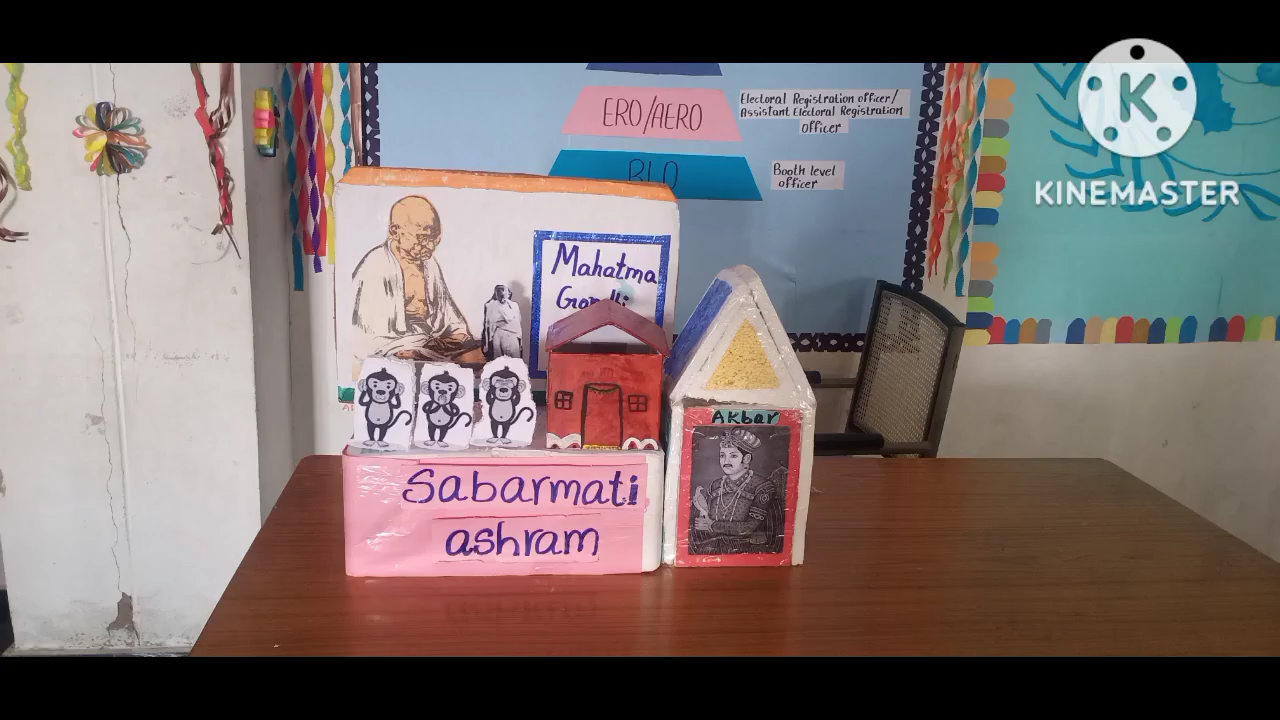 ERO/AERO
Electoral Registration officer/
Assistant Electoral Registration
Officer
BLO
Booth level
officer
K
KINEMASTER
Mahatma
Gandhi
Akbar
Sabarmati
ashram